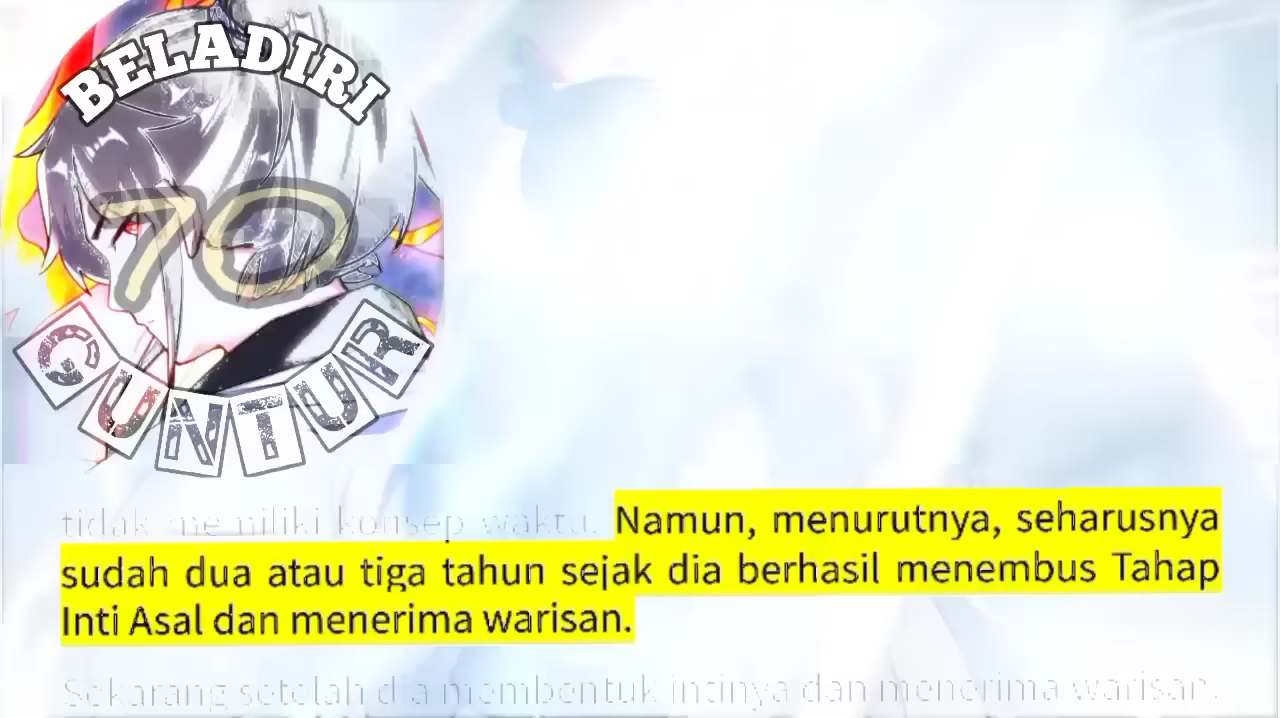 BELADIRI
70
GUNTUR
tidak memiliki konsep waktu. Namun, menurutnya, seharusnya
sudah dua atau tiga tahun sejak dia berhasil menembus Tahap
Inti Asal dan menerima warisan.
Sekarang setelah dia membentuk intinya dan menerima warisan.